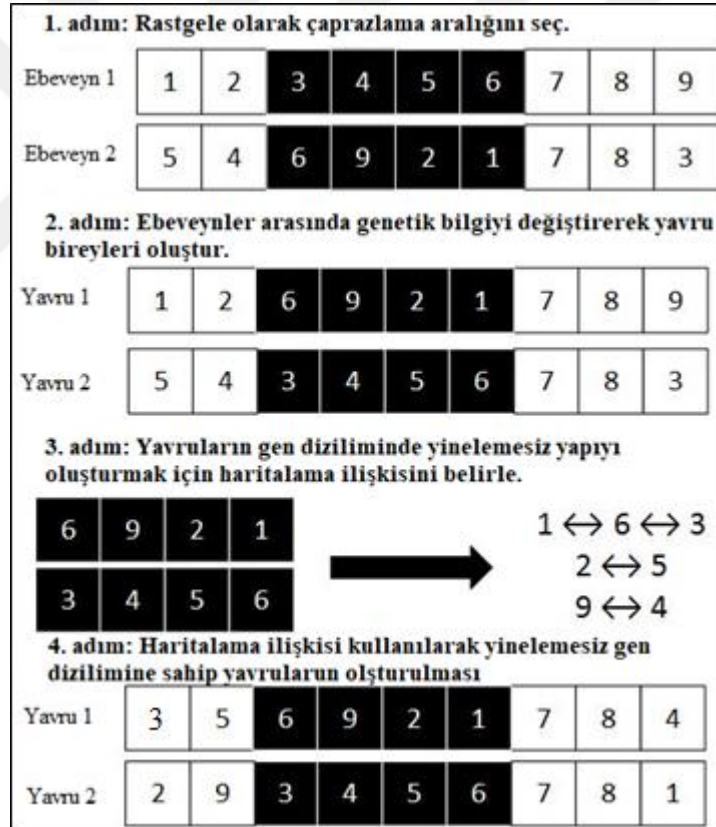 1. adım: Rastgele olarak çaprazlama aralığını seç.
Ebeveyn 1 1 2 3 4 5 6 7 8 9
Ebeveyn 2 5 4 6 9 2 1 7 8 3
2. adım: Ebeveynler arasında genetik bilgiyi değiştirerek yavru
bireyleri oluştur.
Yavru 1 1 2 6 9 2 1 7 8 9
Yavru 2 5 4 3 4 5 6 7 8 3
3. adım: Yavruların gen diziliminde yinelemesiz yapıyı
oluşturmak için haritalama ilişkisini belirle.
6 9 2 1
3 4 5 6
1 ↔ 6 ↔ 3
2 ↔ 5
9 ↔ 4
4. adım: Haritalama ilişkisi kullanılarak yinelemesiz gen
dizilimine sahip yavrularun olşturulması
Yavru 1 3 5 6 9 2 1 7 8 4
Yavru 2 2 9 3 4 5 6 7 8 1